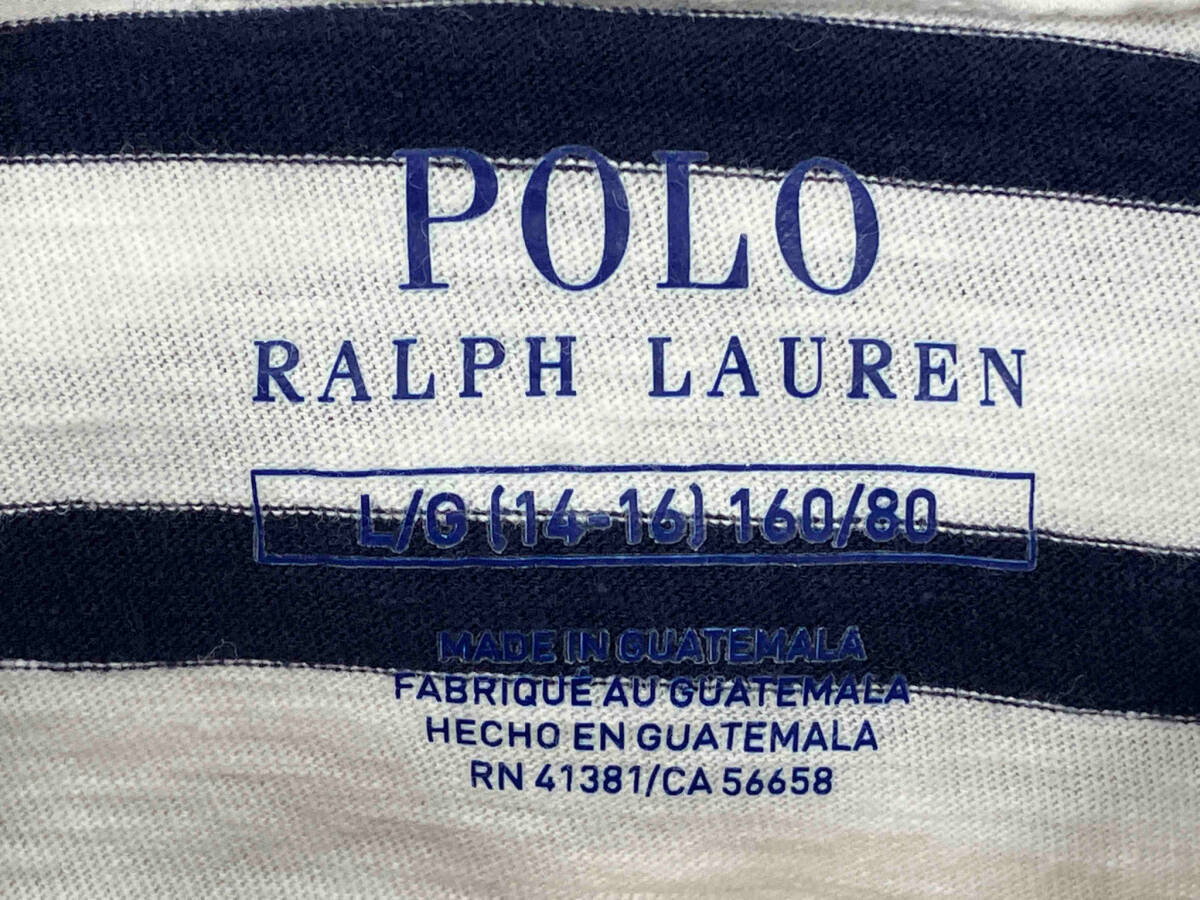 POLO
RALPH LAUREN
L/G (14-16) 160/80
MADE IN GUATEMALA
FABRIQUÉ AU GUATEMALA
HECHO EN GUATEMALA
RN 41381/CA 56658